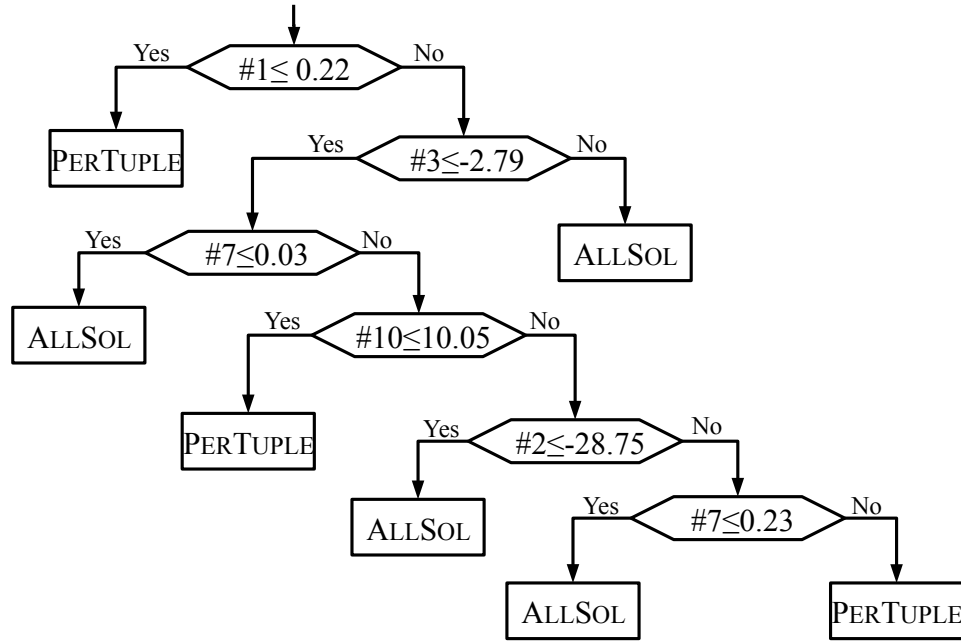 Yes
No
#1≤ 0.22
PERTUPLE
Yes
#3≤-2.79
No
Yes
#7≤0.03
No
ALLSOL
ALLSOL
Yes
#10≤10.05
No
PERTUPLE
Yes
#2≤-28.75
No
ALLSOL
Yes
#7≤0.23
No
ALLSOL
PERTUPLE